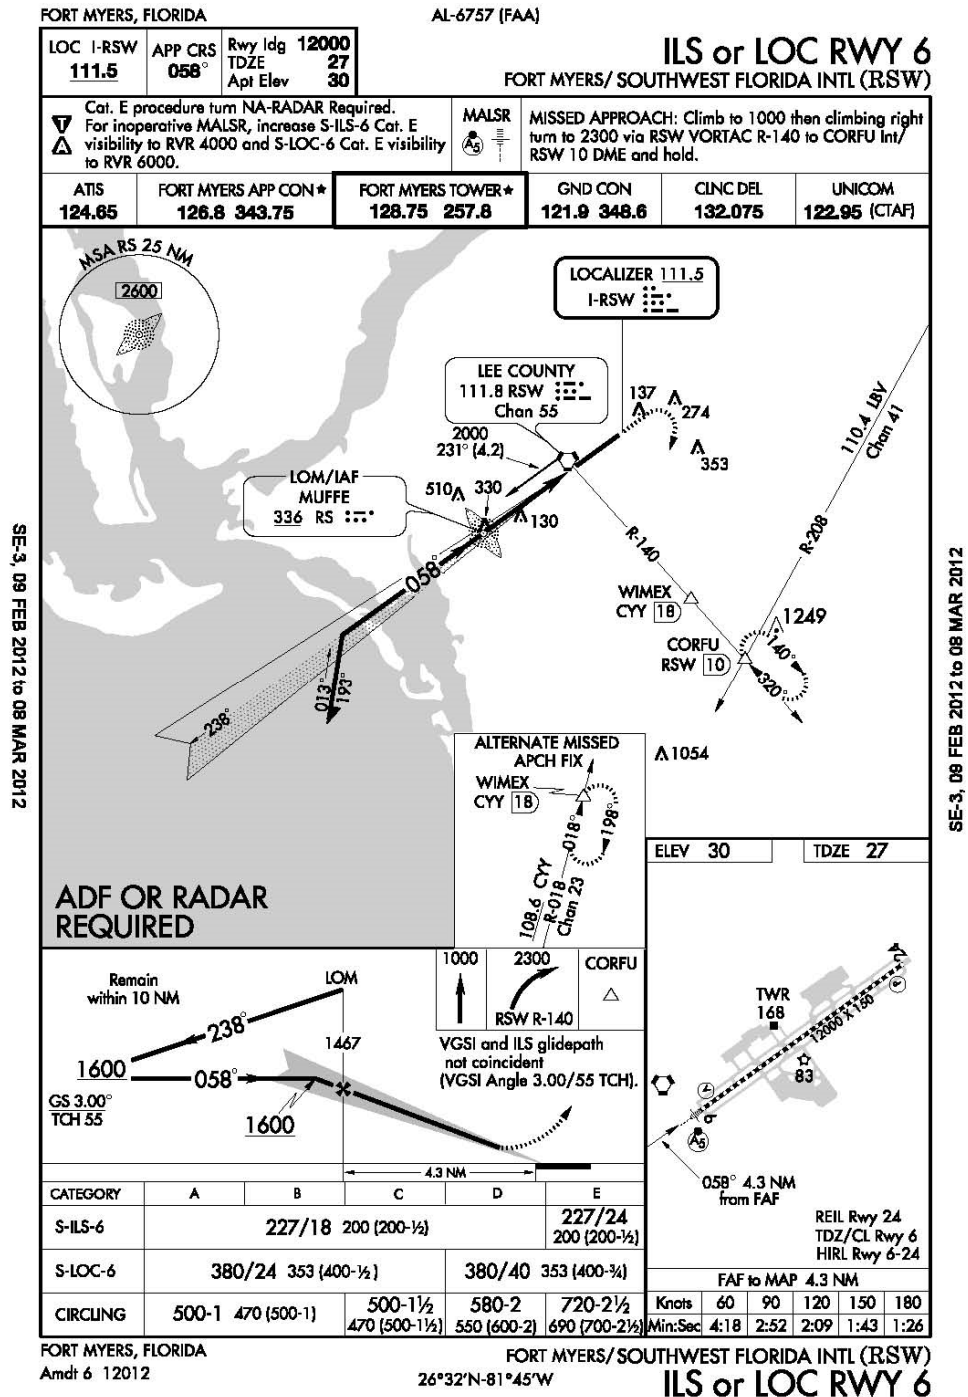 FORT MYERS, FLORIDA
AL-6757 (FAA)
LOC I-RSW
111.5
APP CRS
058°
Rwy ldg 12000
TDZE 27
Apt Elev 30
ILS or LOC RWY 6
FORT MYERS/ SOUTHWEST FLORIDA INTL (RSW)
T
A
Cat. E procedure turn NA-RADAR Required.
For inoperative MALSR, increase S-ILS-6 Cat. E
visibility to RVR 4000 and S-LOC-6 Cat. E visibility
to RVR 6000.
MALSR
A5
MISSED APPROACH: Climb to 1000 then climbing right
turn to 2300 via RSW VORTAC R-140 to CORFU Int/
RSW 10 DME and hold.
ATIS
124.65
FORT MYERS APP CON★
126.8 343.75
FORT MYERS TOWER★
128.75 257.8
GND CON
121.9 348.6
CLNC DEL
132.075
UNICOM
122.95 (CTAF)
MSA RS 25 NM
2600
LOCALIZER 111.5
I-RSW
LEE COUNTY
111.8 RSW
Chan 55
137
274
353
2000
231° (4.2)
110.4 LBV
Chan 41
LOM/IAF
MUFFE
336 RS
510
330
130
R-140
R-208
058°
WIMEX
CYY 18
1249
CORFU
RSW 10
140°
320°
013°
193°
238°
1054
ALTERNATE MISSED
APCH FIX
WIMEX
CYY 18
018°
198°
108.6 CYY
R-018
Chan 23
ADF OR RADAR
REQUIRED
SE-3, 09 FEB 2012 to 08 MAR 2012
SE-3, 09 FEB 2012 to 08 MAR 2012
ELEV 30
TDZE 27
TWR
168
12000 X 150
83
24
6
A5
058° 4.3 NM
from FAF
REIL Rwy 24
TDZ/CL Rwy 6
HIRL Rwy 6-24
FAF to MAP 4.3 NM
Knots 60 90 120 150 180
Min:Sec 4:18 2:52 2:09 1:43 1:26
Remain
within 10 NM
LOM
238°
1467
1600
058°
GS 3.00°
TCH 55
1600
4.3 NM
1000
2300
RSW R-140
CORFU
VGSI and ILS glidepath
not coincident
(VGSI Angle 3.00/55 TCH).
CATEGORY A B C D E
S-ILS-6 227/18 200 (200-½) 227/24 200 (200-½)
S-LOC-6 380/24 353 (400-½) 380/40 353 (400-¾)
CIRCLING 500-1 470 (500-1) 500-1½ 470 (500-1½) 580-2 550 (600-2) 720-2½ 690 (700-2½)
FORT MYERS, FLORIDA
Amdt 6 12012
26°32'N-81°45'W
FORT MYERS/ SOUTHWEST FLORIDA INTL (RSW)
ILS or LOC RWY 6